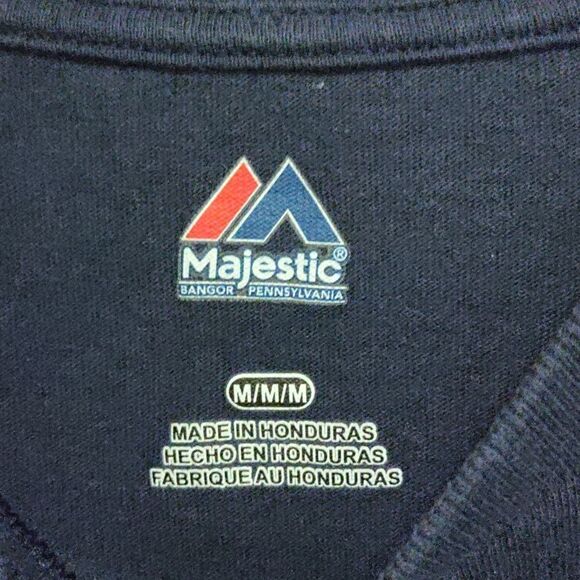 Majestic®
BANGOR PENNSYLVANIA
M/M/M
MADE IN HONDURAS
HECHO EN HONDURAS
FABRIQUE AU HONDURAS